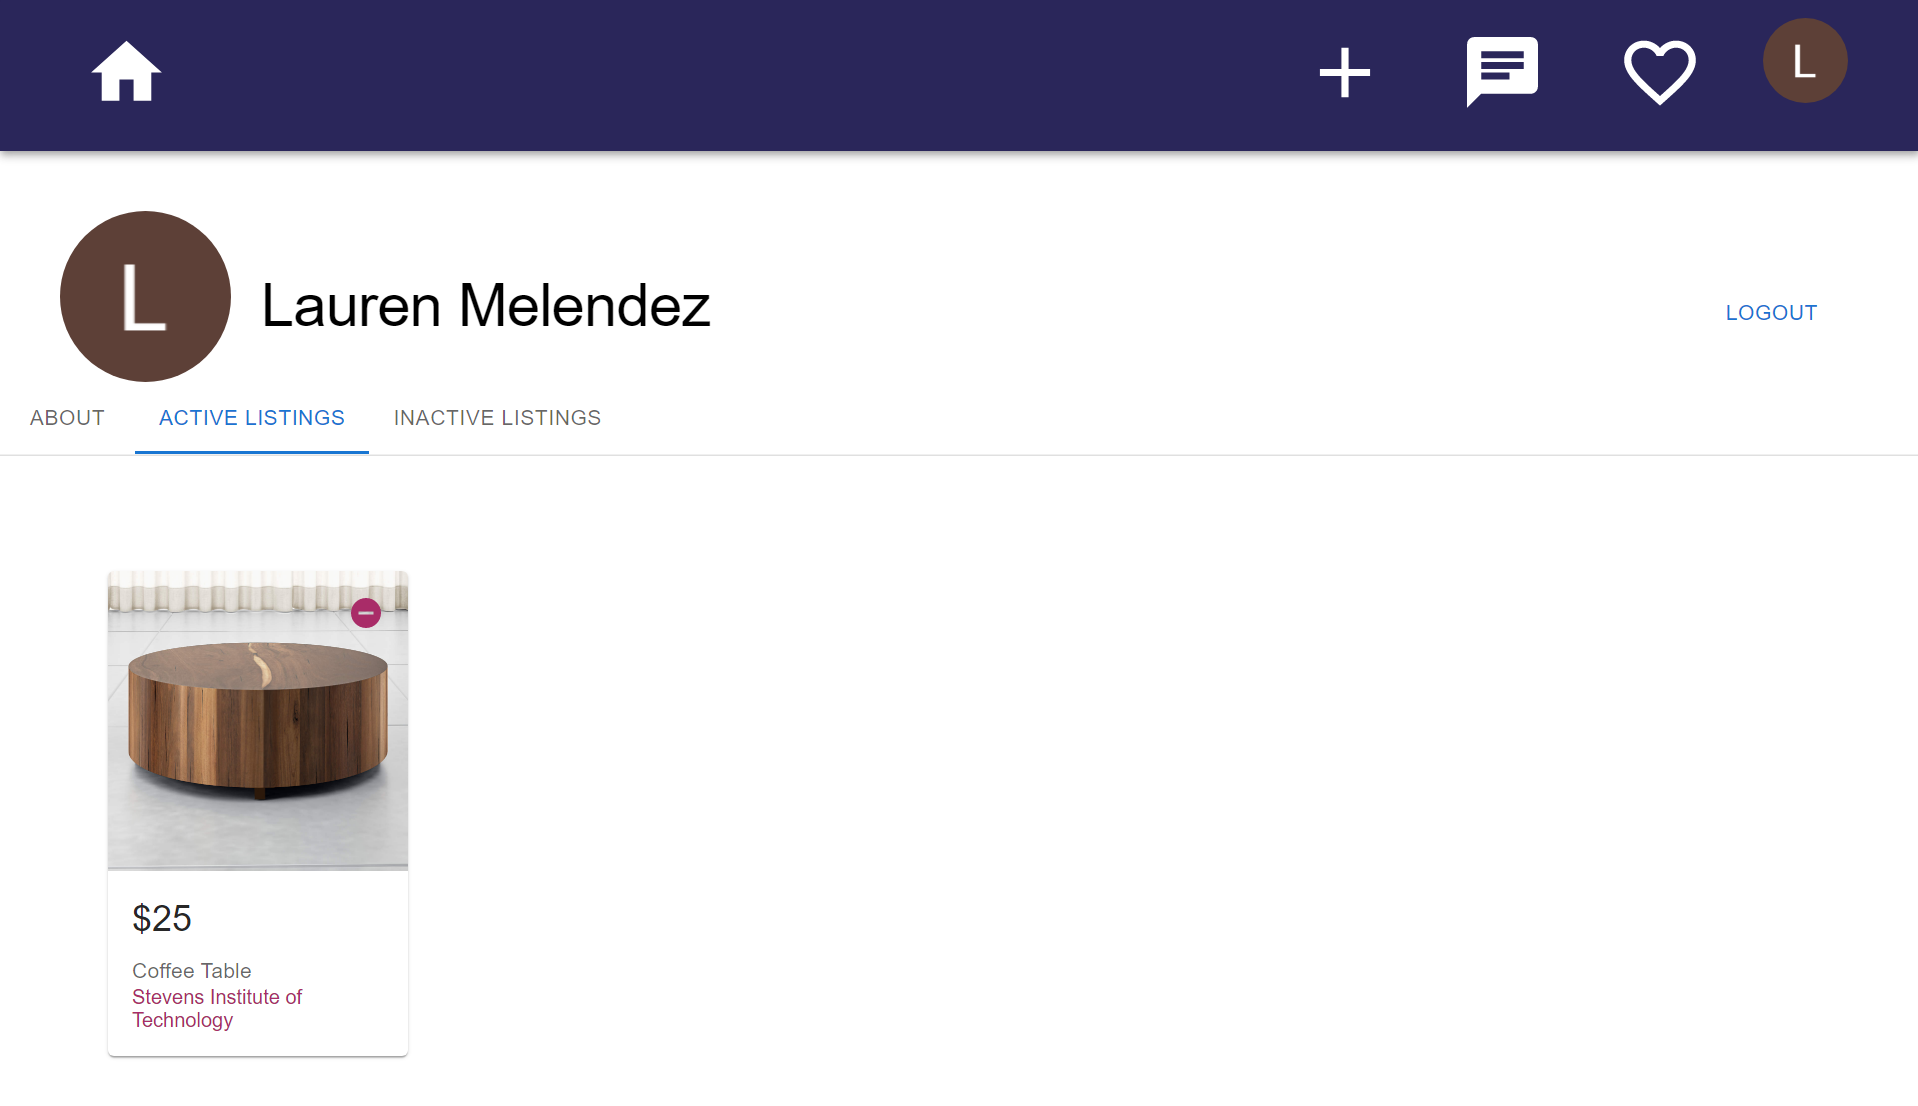 L
L
Lauren Melendez
LOGOUT
ABOUT
ACTIVE LISTINGS
INACTIVE LISTINGS
$25
Coffee Table
Stevens Institute of
Technology